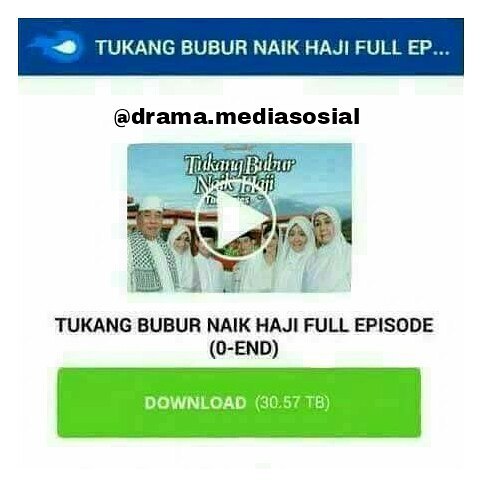 TUKANG BUBUR NAIK HAJI FULL EP...
@drama.mediasosial
Tukang Bubur
Naik Haji
TUKANG BUBUR NAIK HAJI FULL EPISODE
(0-END)
DOWNLOAD (30.57 TB)